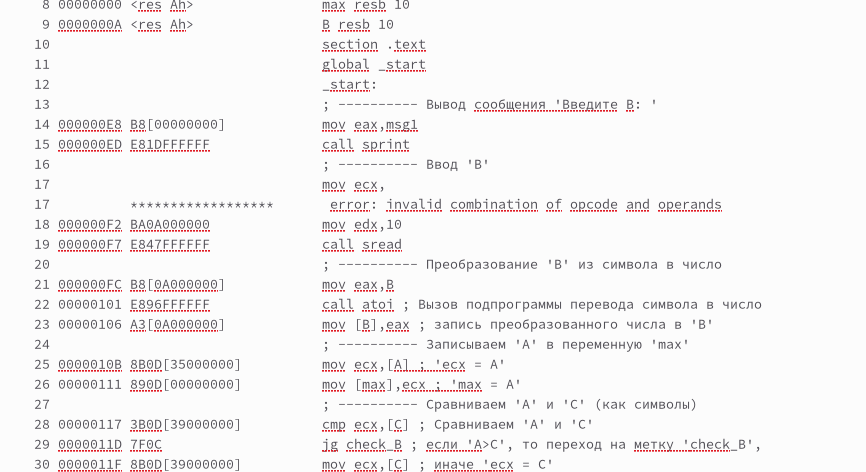 8 00000000 <res Ah> max resb 10
9 0000000A <res Ah> B resb 10
10 section .text
11 global _start
12 _start:
13 ; ---------- Вывод сообщения 'Введите B: '
14 000000E8 B8[00000000] mov eax,msg1
15 000000ED E81DFFFFFF call sprint
16 ; ---------- Ввод 'B'
17 mov ecx,
17 ****************** error: invalid combination of opcode and operands
18 000000F2 BA0A000000 mov edx,10
19 000000F7 E847FFFFFF call sread
20 ; ---------- Преобразование 'B' из символа в число
21 000000FC B8[0A000000] mov eax,B
22 00000101 E896FFFFFF call atoi ; Вызов подпрограммы перевода символа в число
23 00000106 A3[0A000000] mov [B],eax ; запись преобразованного числа в 'B'
24 ; ---------- Записываем 'A' в переменную 'max'
25 0000010B 8B0D[35000000] mov ecx,[A] ; 'ecx = A'
26 00000111 890D[00000000] mov [max],ecx ; 'max = A'
27 ; ---------- Сравниваем 'A' и 'С' (как символы)
28 00000117 3B0D[39000000] cmp ecx,[C] ; Сравниваем 'A' и 'С'
29 0000011D 7F0C jg check_B ; если 'A>C', то переход на метку 'check_B',
30 0000011F 8B0D[39000000] mov ecx,[C] ; иначе 'ecx = C'